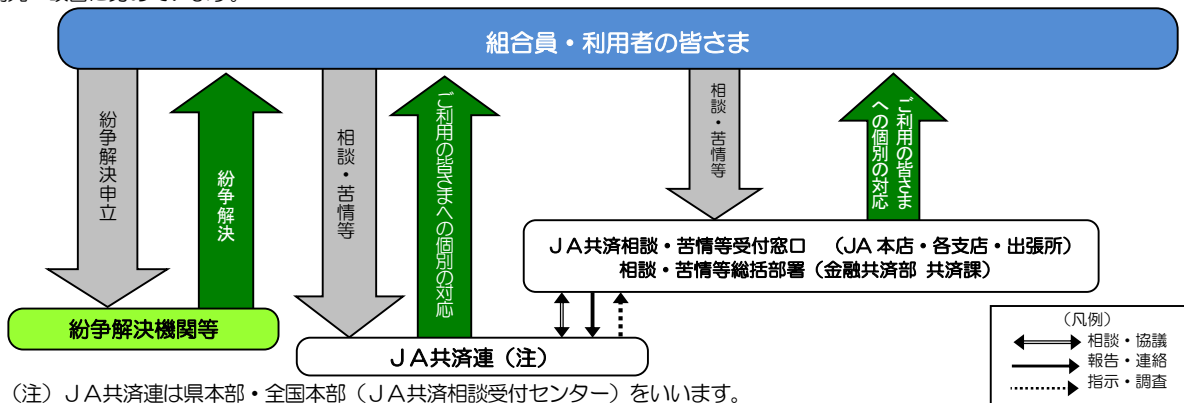 組合員・利用者の皆さま
紛争解決申立
紛争解決
相談・苦情等
ご利用の皆さまへの個別の対応
相談・苦情等
ご利用の皆さま
への個別の対応
ＪＡ共済相談・苦情等受付窓口　（ＪＡ本店・各支店・出張所）
相談・苦情等総括部署（金融共済部 共済課）
紛争解決機関等
ＪＡ共済連（注）
（凡例）
相談・協議
報告・連絡
指示・調査
（注）ＪＡ共済連は県本部・全国本部（ＪＡ共済相談受付センター）をいいます。